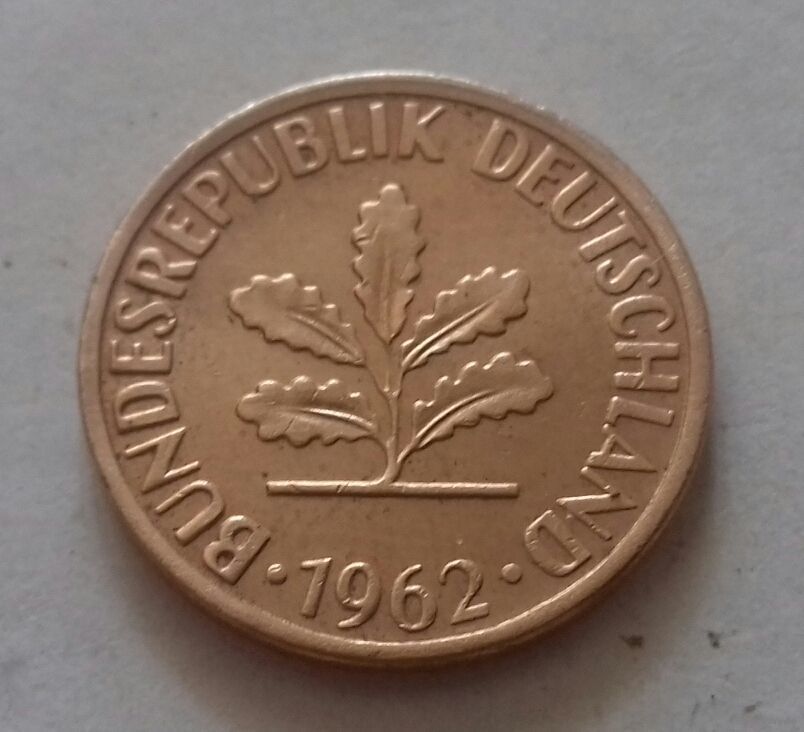 BUNDESREPUBLIK DEUTSCHLAND
· 1962 ·